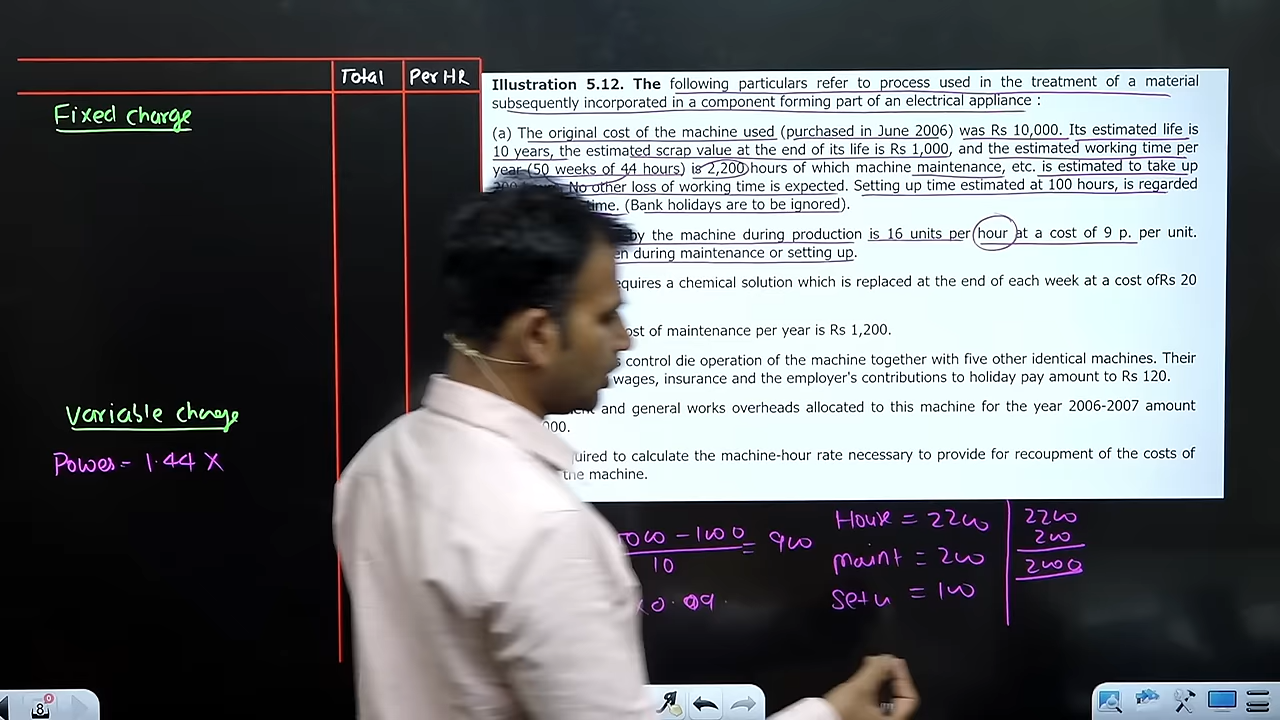 Total
Per HR
Fixed charge
Variable charge
Power = 1.44 X
Illustration 5.12. The following particulars refer to process used in the treatment of a material
subsequently incorporated in a component forming part of an electrical appliance :
(a) The original cost of the machine used (purchased in June 2006) was Rs 10,000. Its estimated life is
10 years, the estimated scrap value at the end of its life is Rs 1,000, and the estimated working time per
year (50 weeks of 44 hours) is 2,200 hours of which machine maintenance, etc. is estimated to take up
No other loss of working time is expected. Setting up time estimated at 100 hours, is regarded
time. (Bank holidays are to be ignored).
by the machine during production is 16 units per hour at a cost of 9 p. per unit.
during maintenance or setting up.
requires a chemical solution which is replaced at the end of each week at a cost ofRs 20
cost of maintenance per year is Rs 1,200.
control die operation of the machine together with five other identical machines. Their
wages, insurance and the employer's contributions to holiday pay amount to Rs 120.
and general works overheads allocated to this machine for the year 2006-2007 amount
000.
required to calculate the machine-hour rate necessary to provide for recoupment of the costs of
the machine.
000 - 1000 = 900
10
x 0.09
House = 2200
maint = 200
setu = 100
2200
200
2000
8